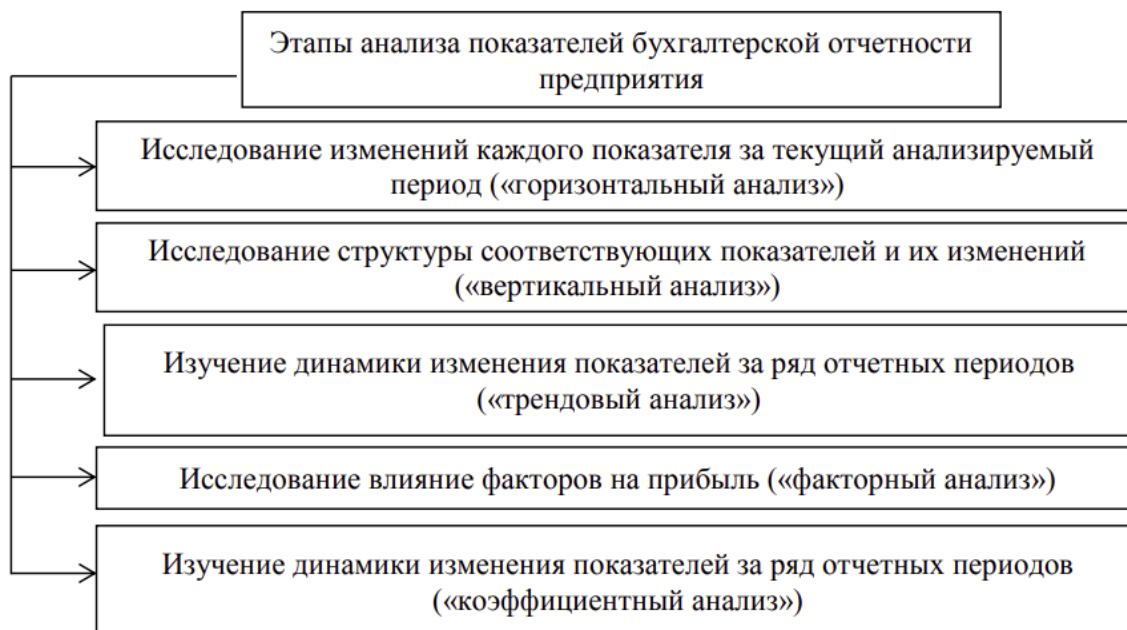 Этапы анализа показателей бухгалтерской отчетности
предприятия
Исследование изменений каждого показателя за текущий анализируемый
период («горизонтальный анализ»)
Исследование структуры соответствующих показателей и их изменений
(«вертикальный анализ»)
Изучение динамики изменения показателей за ряд отчетных периодов
(«трендовый анализ»)
Исследование влияние факторов на прибыль («факторный анализ»)
Изучение динамики изменения показателей за ряд отчетных периодов
(«коэффициентный анализ»)